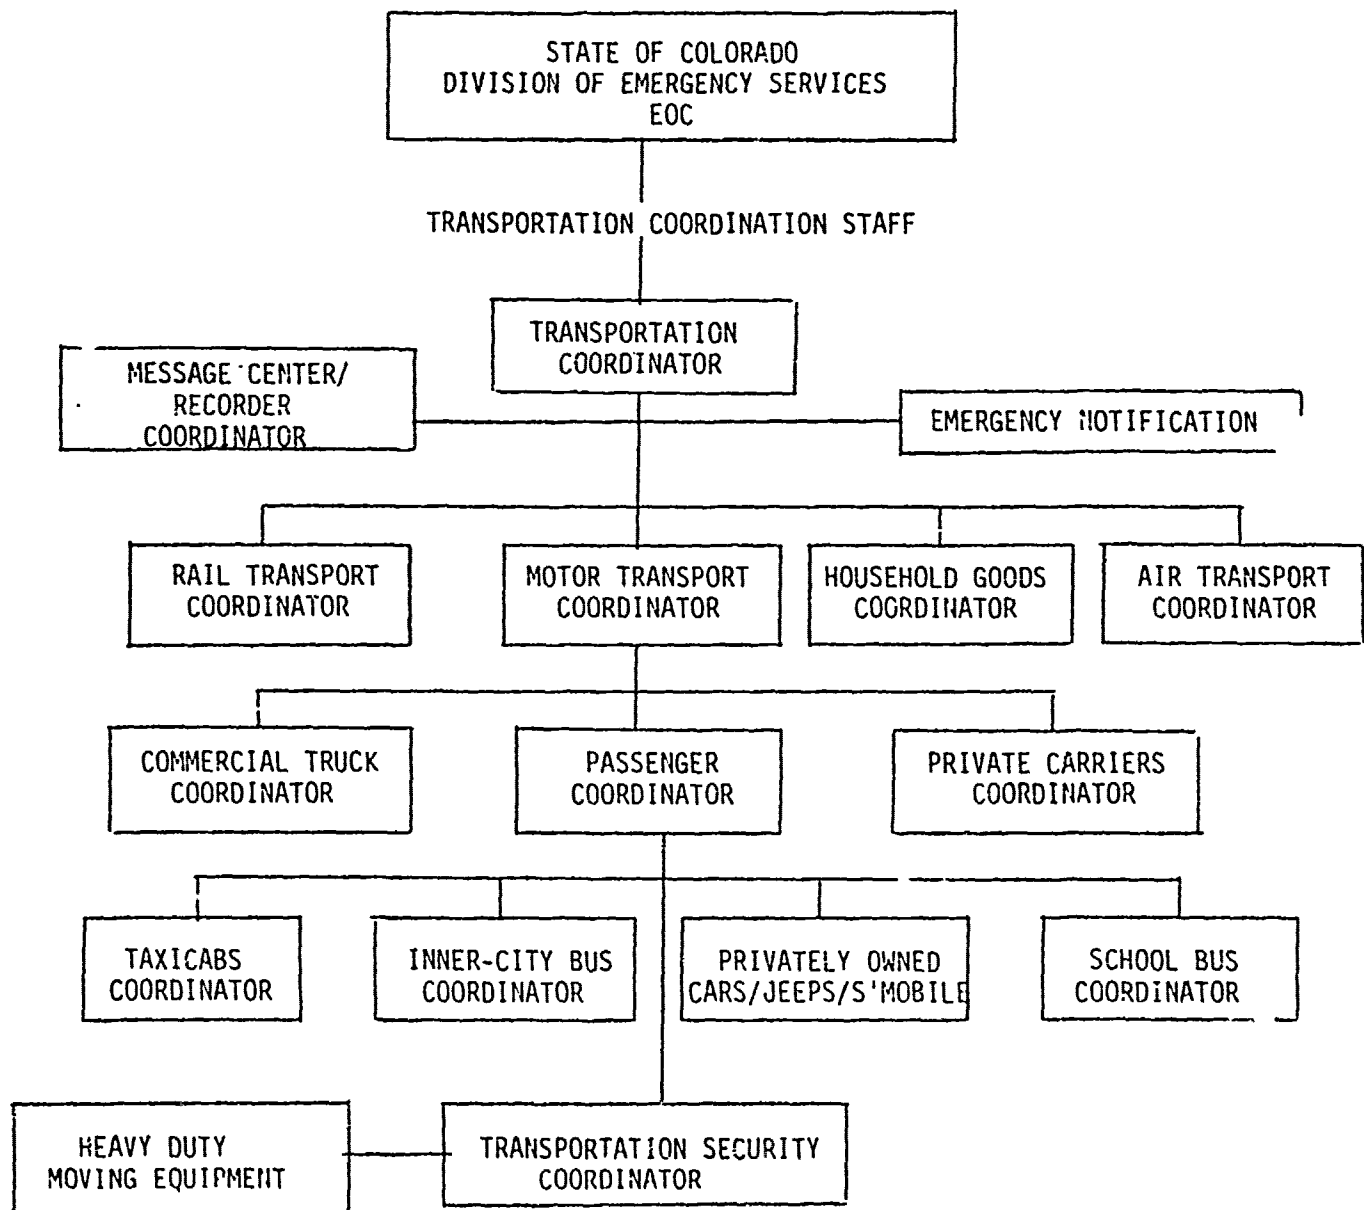 STATE OF COLORADO
DIVISION OF EMERGENCY SERVICES
EOC
TRANSPORTATION COORDINATION STAFF
TRANSPORTATION
COORDINATOR
MESSAGE CENTER/
RECORDER
COORDINATOR
EMERGENCY NOTIFICATION
RAIL TRANSPORT
COORDINATOR
MOTOR TRANSPORT
COORDINATOR
HOUSEHOLD GOODS
COORDINATOR
AIR TRANSPORT
COORDINATOR
COMMERCIAL TRUCK
COORDINATOR
PASSENGER
COORDINATOR
PRIVATE CARRIERS
COORDINATOR
TAXICABS
COORDINATOR
INNER-CITY BUS
COORDINATOR
PRIVATELY OWNED
CARS/JEEPS/S'MOBILE
SCHOOL BUS
COORDINATOR
HEAVY DUTY
MOVING EQUIPMENT
TRANSPORTATION SECURITY
COORDINATOR